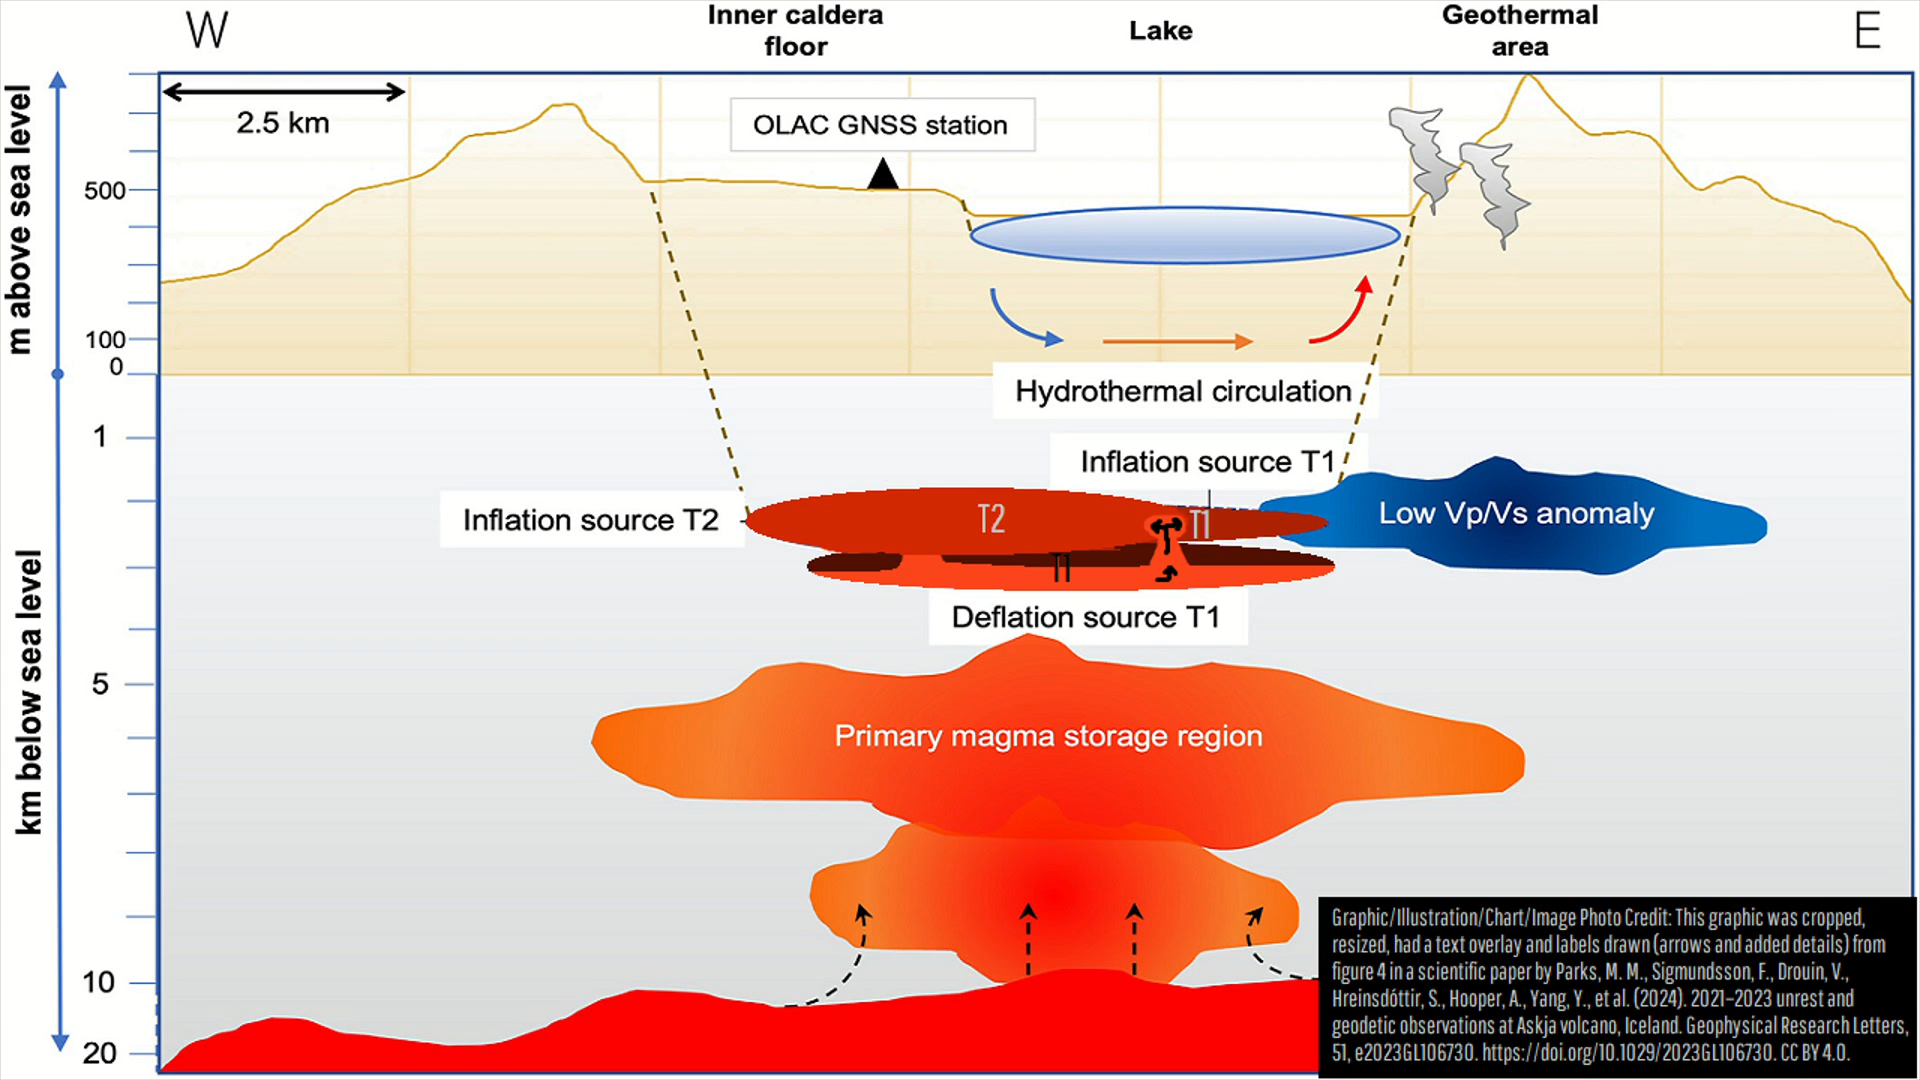 W
Inner caldera
floor
Lake
Geothermal
area
E
m above sea level
2.5 km
OLAC GNSS station
500
100
0
Hydrothermal circulation
km below sea level
1
Inflation source T1
Inflation source T2
T2
T1
Low Vp/Vs anomaly
T1
Deflation source T1
5
Primary magma storage region
10
20
Graphic/Illustration/Chart/Image Photo Credit: This graphic was cropped,
resized, had a text overlay and labels drawn (arrows and added details) from
figure 4 in a scientific paper by Parks, M. M., Sigmundsson, F., Drouin, V.,
Hreinsdóttir, S., Hooper, A., Yang, Y., et al. (2024). 2021–2023 unrest and
geodetic observations at Askja volcano, Iceland. Geophysical Research Letters,
51, e2023GL106730. https://doi.org/10.1029/2023GL106730. CC BY 4.0.